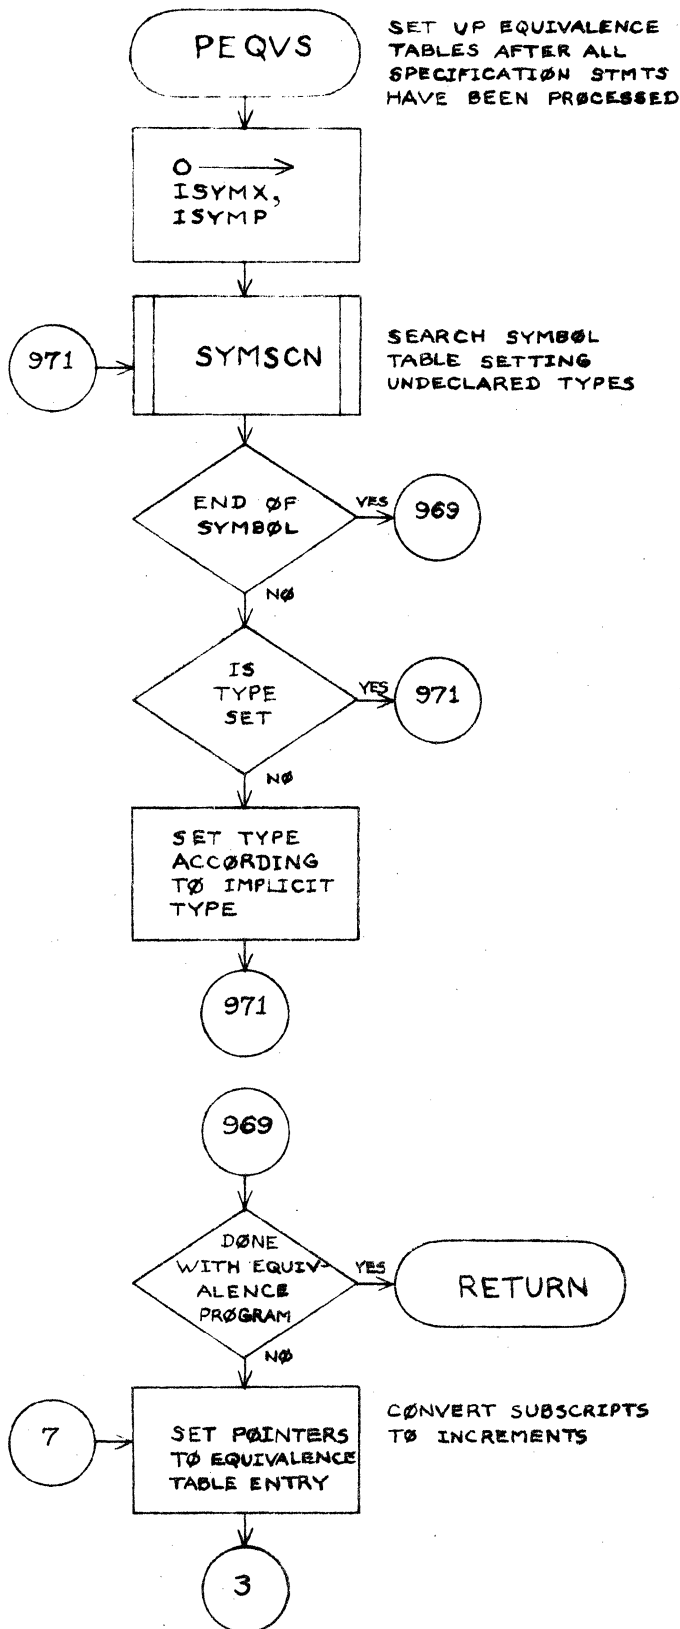 PEQVS
SET UP EQUIVALENCE
TABLES AFTER ALL
SPECIFICATIØN STMTS
HAVE BEEN PRØCESSED
O
ISYMX,
ISYMP
971
SYMSCN
SEARCH SYMBØL
TABLE SETTING
UNDECLARED TYPES
END ØF
SYMBØL
YES
969
NØ
IS
TYPE
SET
YES
971
NØ
SET TYPE
ACCØRDING
TØ IMPLICIT
TYPE
971
969
DØNE
WITH EQUIV-
ALENCE
PRØGRAM
YES
RETURN
NØ
7
SET PØINTERS
TØ EQUIVALENCE
TABLE ENTRY
CØNVERT SUBSCRIPTS
TØ INCREMENTS
3